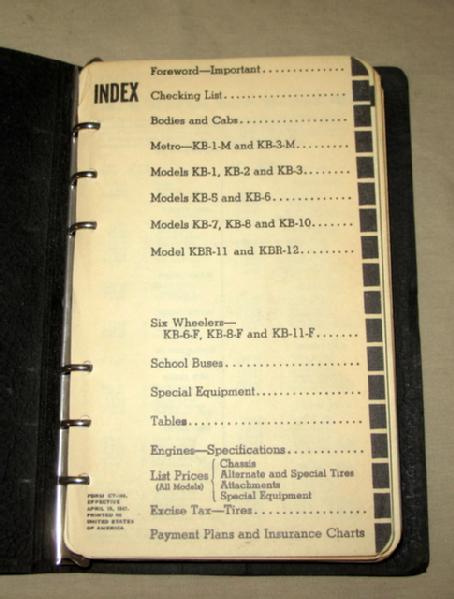 INDEX
Foreword—Important..............
Checking List....................
Bodies and Cabs..................
Metro—KB-1-M and KB-3-M.........
Models KB-1, KB-2 and KB-3........
Models KB-5 and KB-6.............
Models KB-7, KB-8 and KB-10.......
Model KBR-11 and KBR-12.........
Six Wheelers—
KB-6-F, KB-8-F and KB-11-F.......
School Buses.....................
Special Equipment................
Tables...........................
Engines—Specifications............
List Prices
(All Models)
Chassis
Alternate and Special Tires
Attachments
Special Equipment
Excise Tax—Tires.................
Payment Plans and Insurance Charts
FORM
EFFECTIVE
APRIL
PRINTED IN
UNITED STATES
OF AMERICA